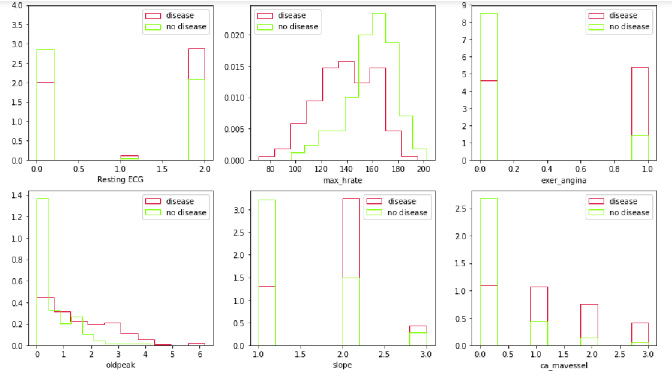 4.0
3.5
3.0
2.5
2.0
1.5
1.0
0.5
0.0
disease
no disease
0.0 0.5 1.0 1.5 2.0
Resting ECG
0.020
0.015
0.010
0.005
0.000
disease
no disease
80 100 120 140 160 180 200
max_hrate
9
8
7
6
5
4
3
2
1
0
disease
no disease
0.0 0.2 0.4 0.6 0.8 1.0
exer_angina
1.4
1.2
1.0
0.8
0.6
0.4
0.2
0.0
disease
no disease
0 1 2 3 4 5 6
oldpeak
3.0
2.5
2.0
1.5
1.0
0.5
0.0
disease
no disease
1.0 1.5 2.0 2.5 3.0
slope
2.5
2.0
1.5
1.0
0.5
0.0
disease
no disease
0.0 0.5 1.0 1.5 2.0 2.5 3.0
ca_mavessel